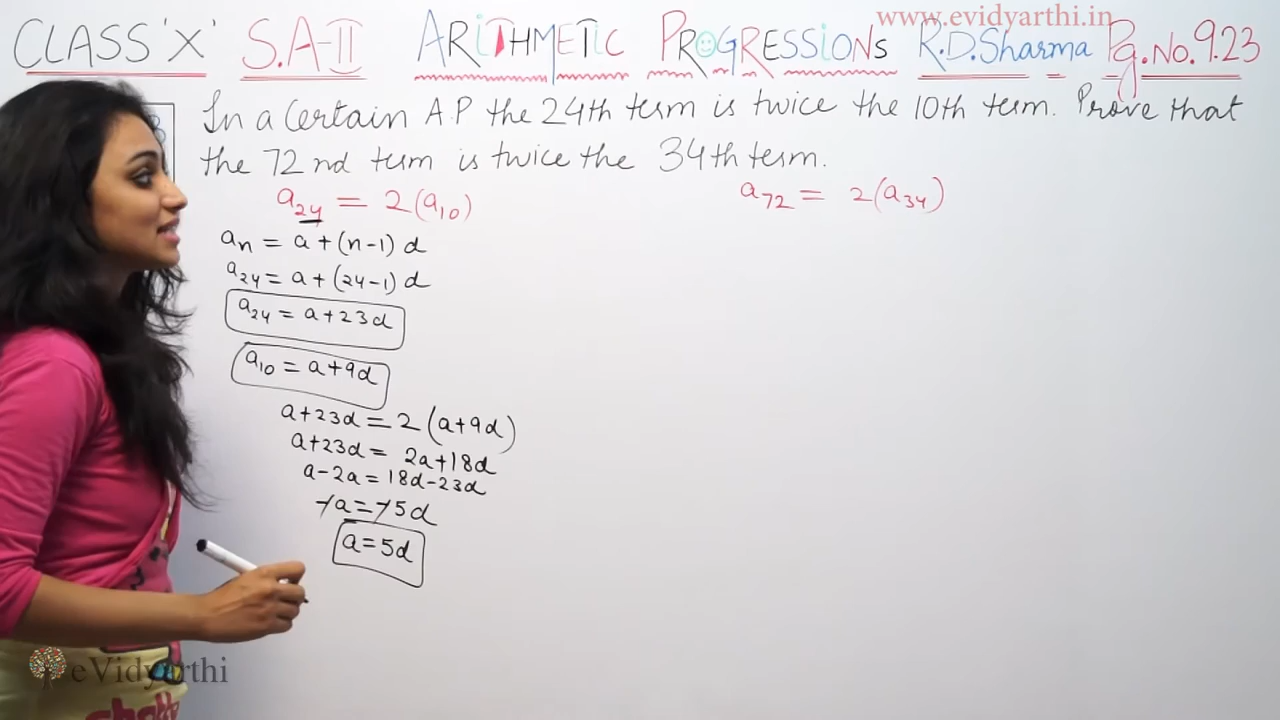 www.evidyarthi.in
CLASS 'X' S.A-II ARiTHMETiC PROGRESSiONs R.D.Sharma Pg.No.9.23
In a Certain A.P the 24th term is twice the 10th term. Prove that
the 72nd term is twice the 34th term.
a₂₄ = 2(a₁₀)
aₙ = a+(n-1)d
a₂₄ = a+(24-1)d
a₂₄ = a+23d
a₁₀ = a+9d
a+23d = 2(a+9d)
a+23d = 2a+18d
a-2a = 18d-23d
-a = -5d
a=5d
a₇₂ = 2(a₃₄)
eVidyarthi